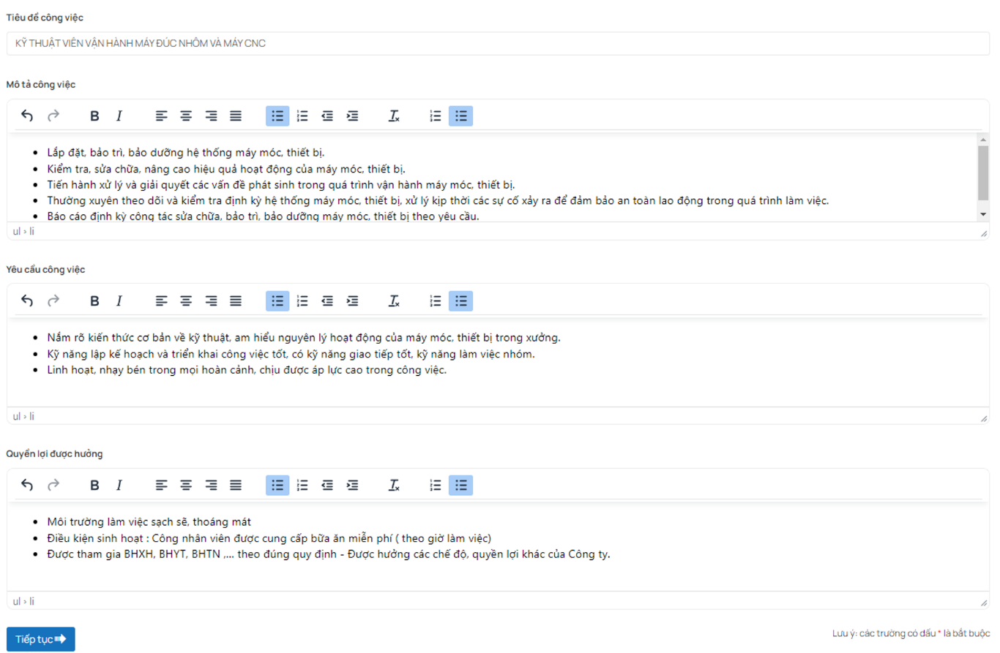 Tiêu đề công việc
KỸ THUẬT VIÊN VẬN HÀNH MÁY ĐÚC NHÔM VÀ MÁY CNC
Mô tả công việc
Lắp đặt, bảo trì, bảo dưỡng hệ thống máy móc, thiết bị.
Kiểm tra, sửa chữa, nâng cao hiệu quả hoạt động của máy móc, thiết bị.
Tiến hành xử lý và giải quyết các vấn đề phát sinh trong quá trình vận hành máy móc, thiết bị.
Thường xuyên theo dõi và kiểm tra định kỳ hệ thống máy móc, thiết bị, xử lý kịp thời các sự cố xảy ra để đảm bảo an toàn lao động trong quá trình làm việc.
Báo cáo định kỳ công tác sửa chữa, bảo trì, bảo dưỡng máy móc, thiết bị theo yêu cầu.
ul › li
Yêu cầu công việc
Nắm rõ kiến thức cơ bản về kỹ thuật, am hiểu nguyên lý hoạt động của máy móc, thiết bị trong xưởng.
Kỹ năng lập kế hoạch và triển khai công việc tốt, có kỹ năng giao tiếp tốt, kỹ năng làm việc nhóm.
Linh hoạt, nhạy bén trong mọi hoàn cảnh, chịu được áp lực cao trong công việc.
ul › li
Quyền lợi được hưởng
Môi trường làm việc sạch sẽ, thoáng mát
Điều kiện sinh hoạt : Công nhân viên được cung cấp bữa ăn miễn phí ( theo giờ làm việc)
Được tham gia BHXH, BHYT, BHTN ,... theo đúng quy định - Được hưởng các chế độ, quyền lợi khác của Công ty.
ul › li
Tiếp tục
Lưu ý: các trường có dấu * là bắt buộc